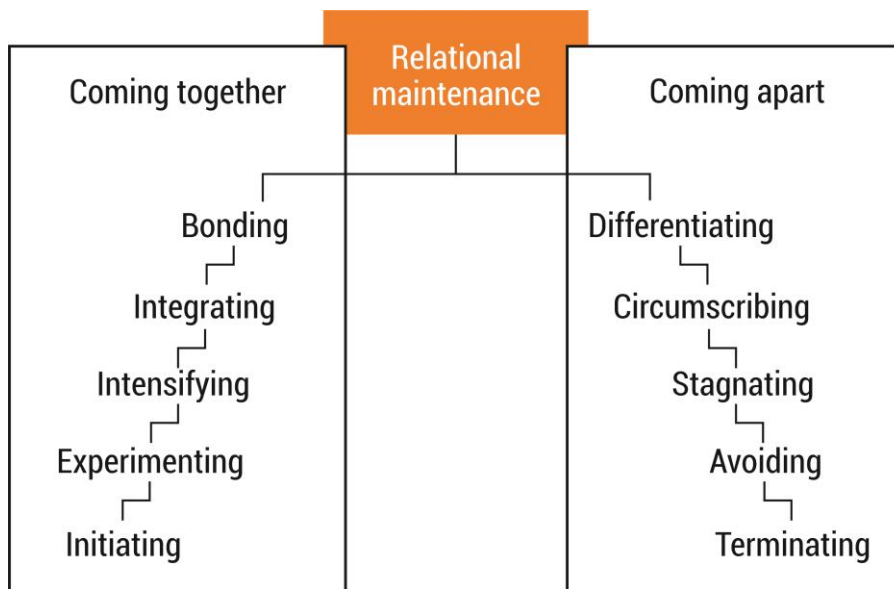 Relational
maintenance
Coming together
Coming apart
Bonding
Differentiating
Integrating
Circumscribing
Intensifying
Stagnating
Experimenting
Avoiding
Initiating
Terminating